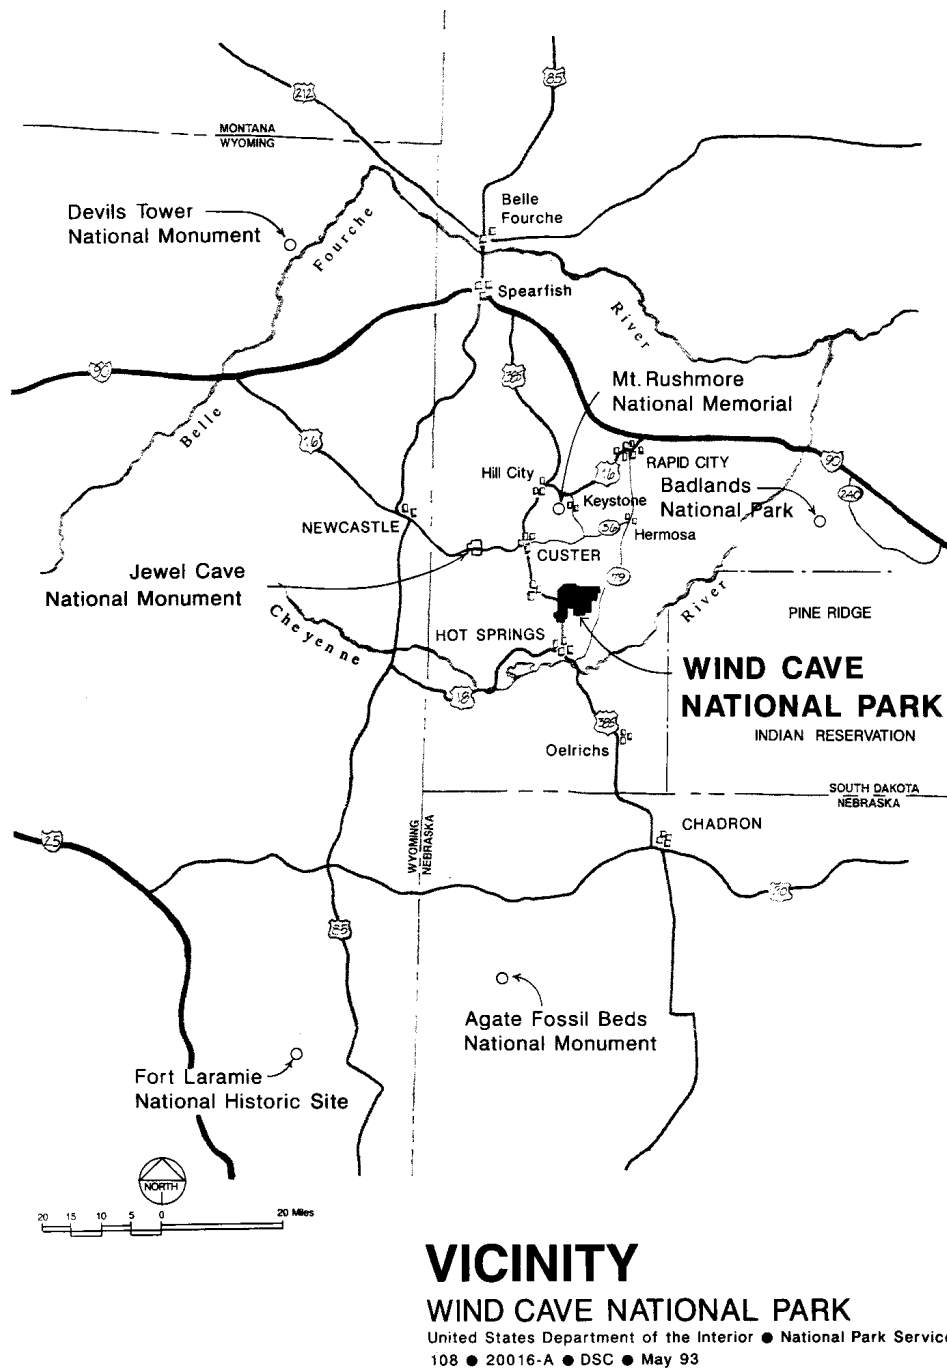 212
85
MONTANA
WYOMING
Belle
Fourche
Devils Tower
National Monument
Fourche
Spearfish
River
90
385
Mt. Rushmore
National Memorial
Belle
16
Hill City
16
RAPID CITY
90
Badlands
National Park
240
Keystone
NEWCASTLE
36
Hermosa
CUSTER
Jewel Cave
National Monument
79
River
Cheyenne
PINE RIDGE
HOT SPRINGS
WIND CAVE
NATIONAL PARK
18
385
INDIAN RESERVATION
Oelrichs
SOUTH DAKOTA
NEBRASKA
25
WYOMING
NEBRASKA
CHADRON
20
85
Agate Fossil Beds
National Monument
Fort Laramie
National Historic Site
NORTH
20 15 10 5 0 20 Miles
VICINITY
WIND CAVE NATIONAL PARK
United States Department of the Interior ● National Park Service
108 ● 20016-A ● DSC ● May 93